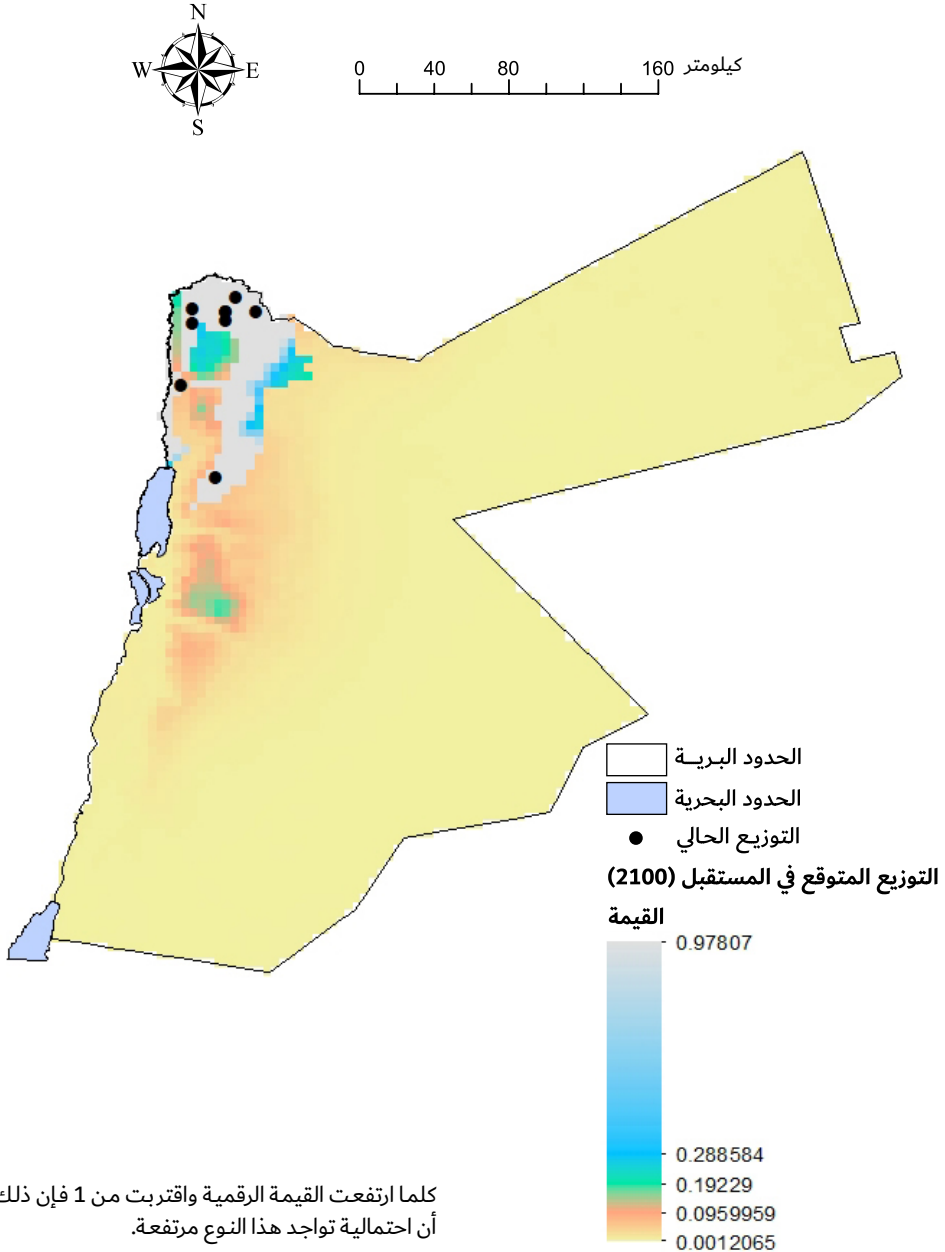 N
W E
S
0 40 80 160 كيلومتر
الحدود البرية
الحدود البحرية
التوزيع الحالي
التوزيع المتوقع في المستقبل (2100)
القيمة
0.97807
0.288584
0.19229
0.0959959
0.0012065
كلما ارتفعت القيمة الرقمية واقتربت من 1 فإن ذلك
أن احتمالية تواجد هذا النوع مرتفعة.